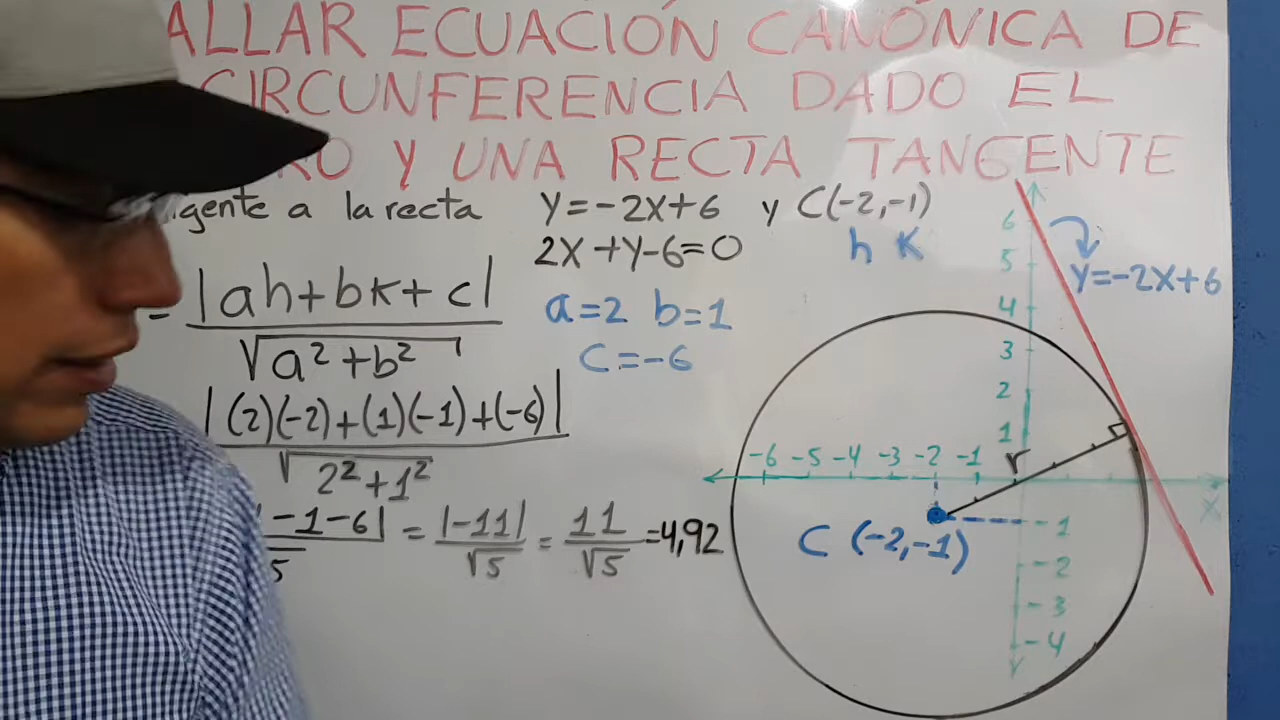 ALLAR ECUACIÓN CANÓNICA DE
CIRCUNFERENCIA DADO EL
RO Y UNA RECTA TANGENTE
gente a la recta y=-2x+6 y C(-2,-1)
2x+y-6=0 h k
= |ah+bk+c| a=2 b=1
√a²+b² c=-6
|(2)(-2)+(1)(-1)+(-6)|
√2²+1²
-1-6| = |-11| = 11 =4,92
5 √5 √5
6
5
y=-2x+6
4
3
2
1
-6 -5 -4 -3 -2 -1
r
x
C (-2,-1)
-1
-2
-3
-4
y